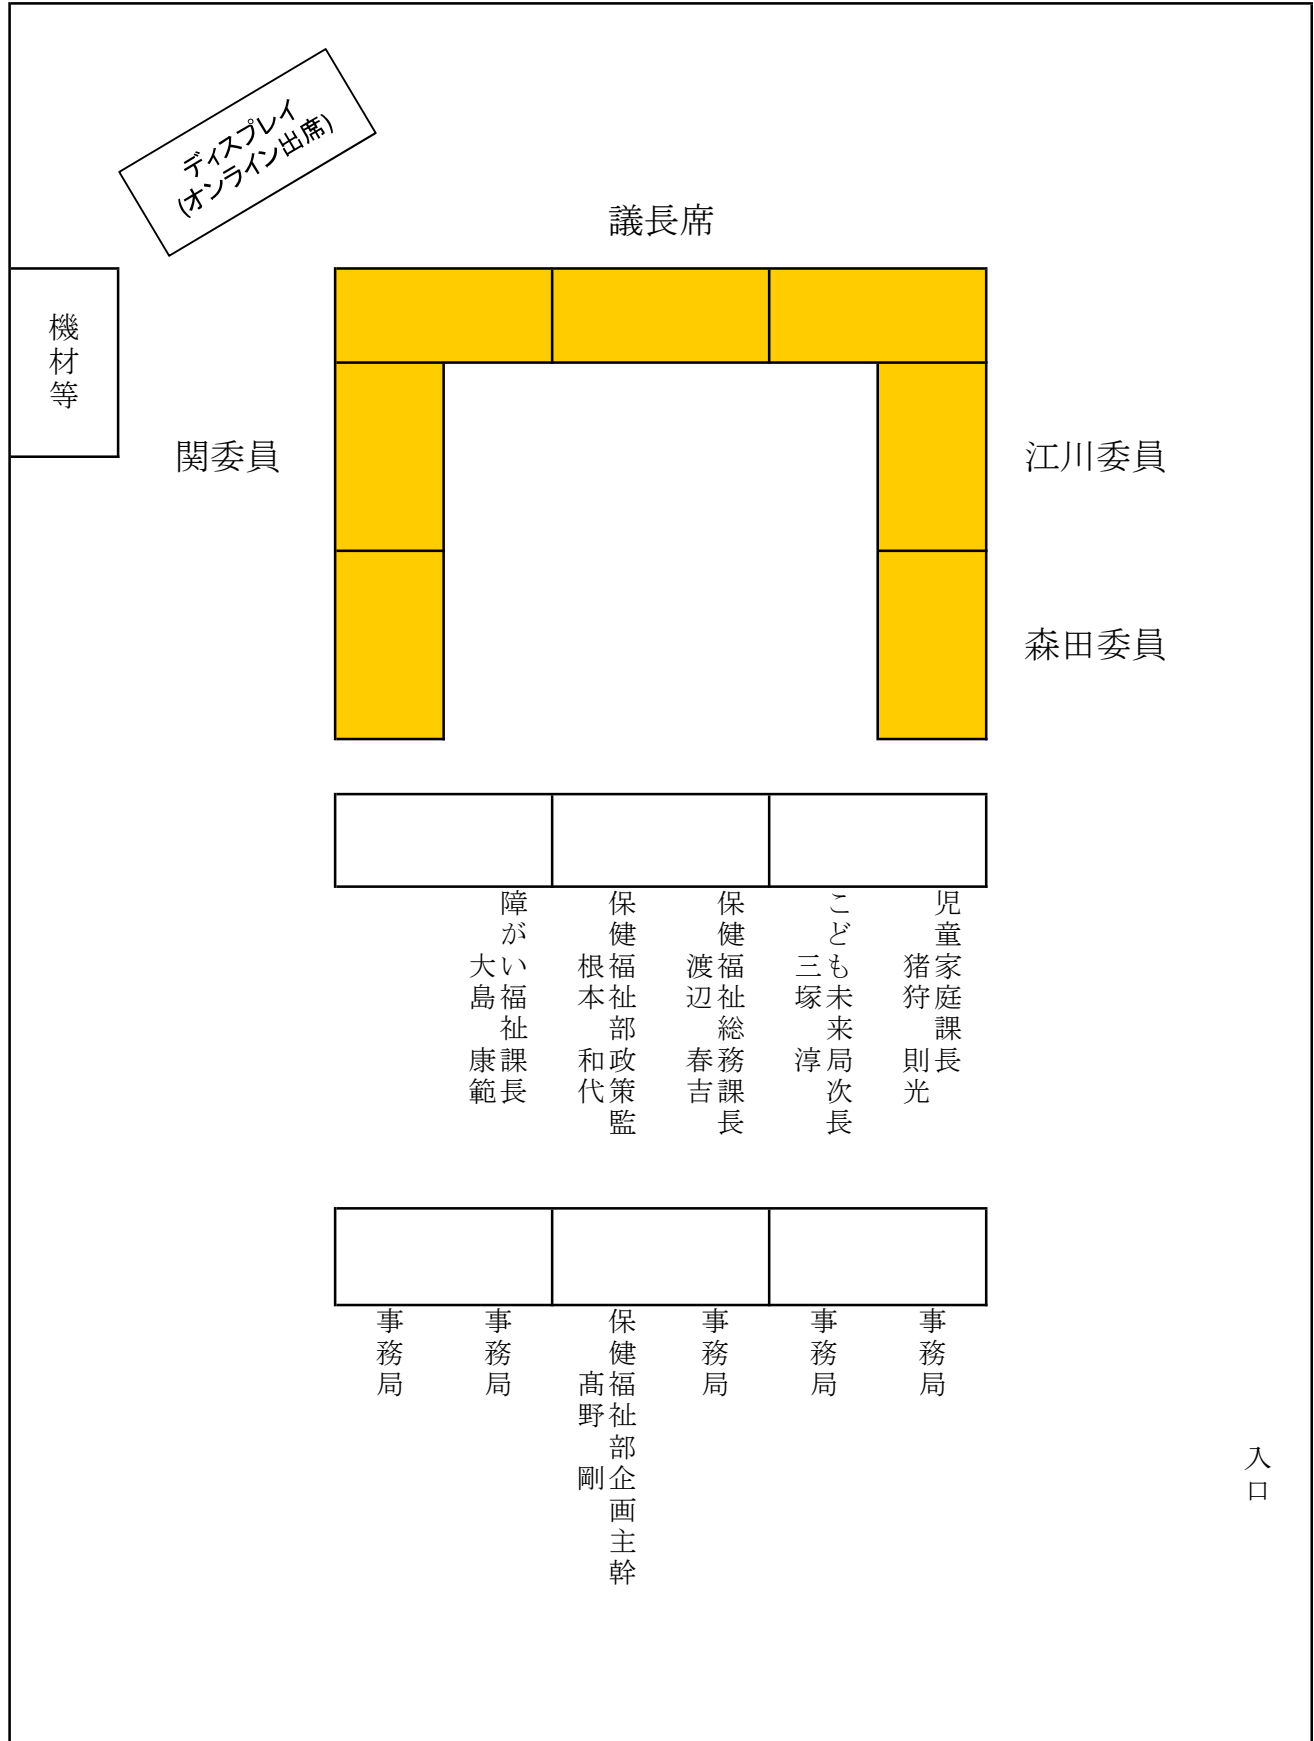 ディスプレイ
(オンライン出席)
議長席
機材等
関委員
江川委員
森田委員
児童家庭課長
猪狩　則光
こども未来局次長
三塚　淳
保健福祉総務課長
渡辺　春吉
保健福祉部政策監
根本　和代
障がい福祉課長
大島　康範
事務局
事務局
事務局
保健福祉部企画主幹
髙野　剛
事務局
事務局
入口